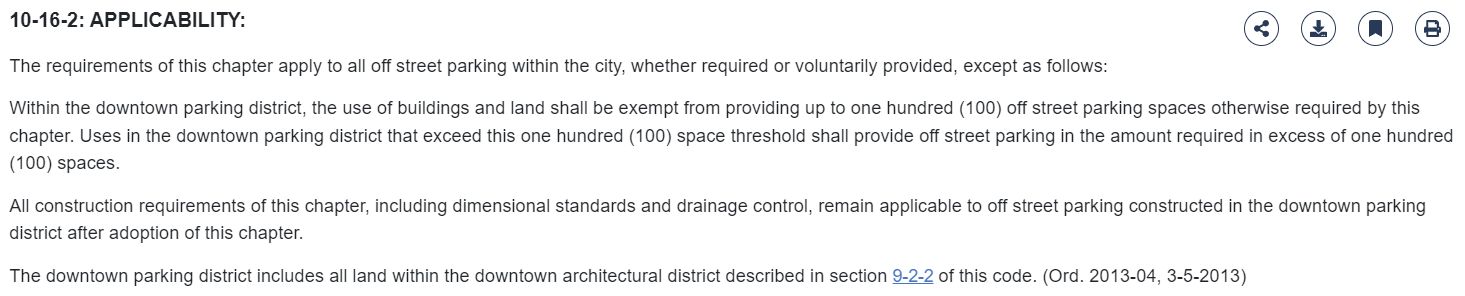 10-16-2: APPLICABILITY:
The requirements of this chapter apply to all off street parking within the city, whether required or voluntarily provided, except as follows:
Within the downtown parking district, the use of buildings and land shall be exempt from providing up to one hundred (100) off street parking spaces otherwise required by this
chapter. Uses in the downtown parking district that exceed this one hundred (100) space threshold shall provide off street parking in the amount required in excess of one hundred
(100) spaces.
All construction requirements of this chapter, including dimensional standards and drainage control, remain applicable to off street parking constructed in the downtown parking
district after adoption of this chapter.
The downtown parking district includes all land within the downtown architectural district described in section 9-2-2 of this code. (Ord. 2013-04, 3-5-2013)